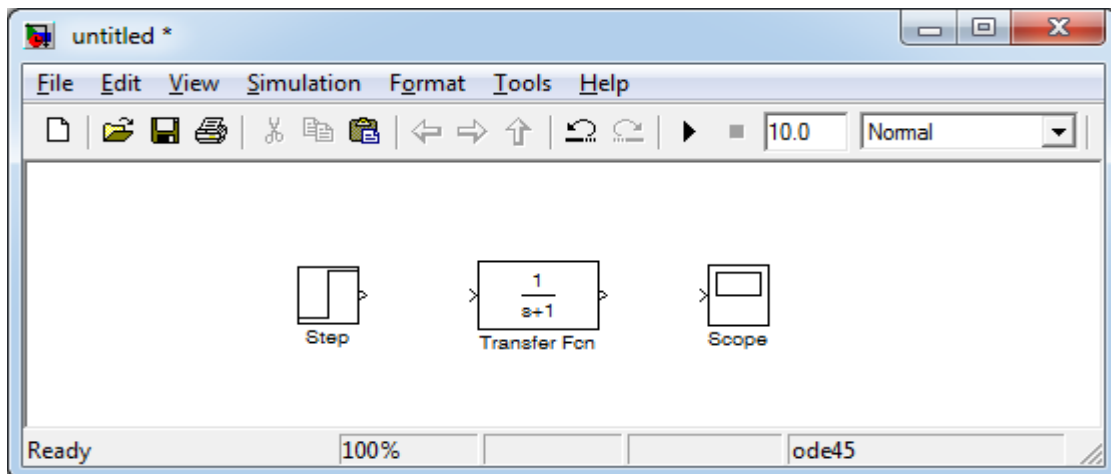 untitled *
File Edit View Simulation Format Tools Help
10.0 Normal
1
s+1
Step Transfer Fcn Scope
Ready 100% ode45